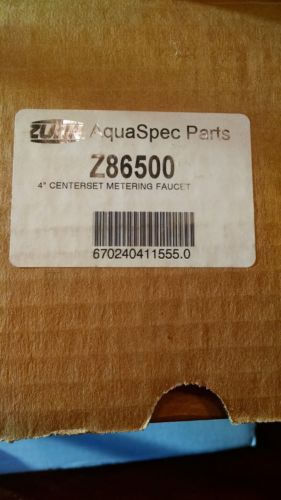 ZURN AquaSpec Parts
Z86500
4" CENTERSET METERING FAUCET
670240411555.0